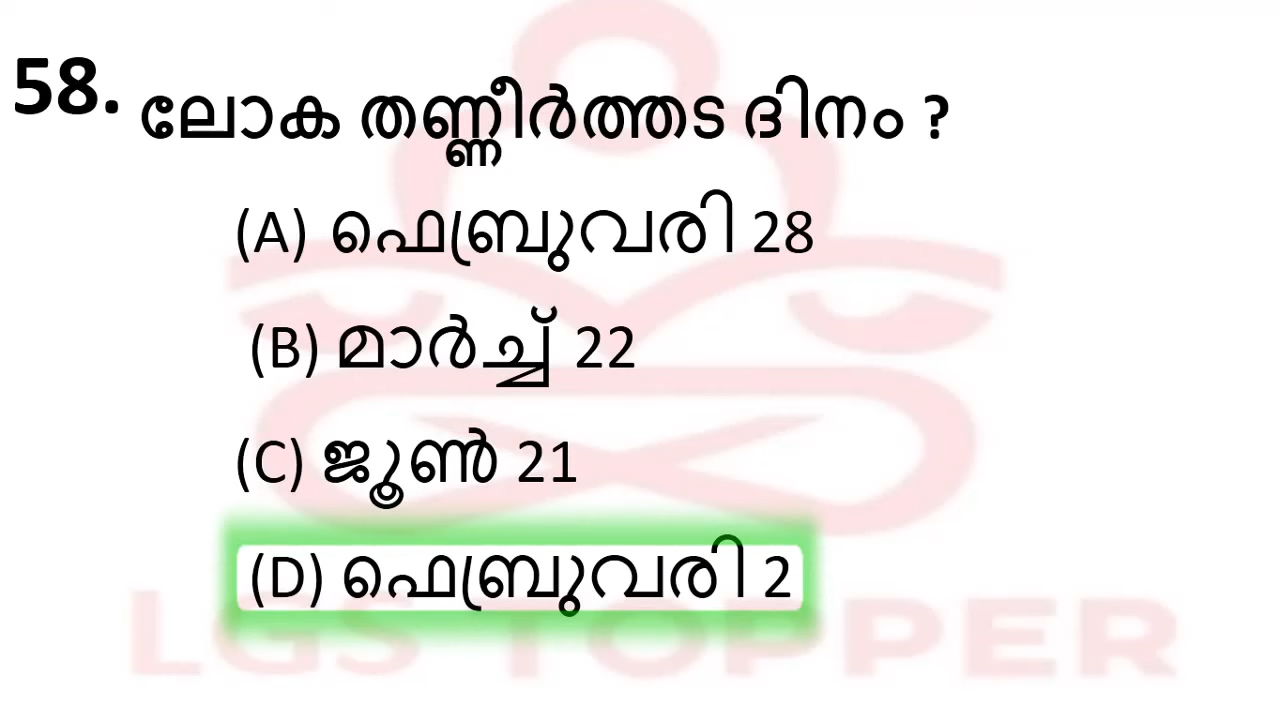 58. ലോക തണ്ണീർത്തട ദിനം ?
(A) ഫെബ്രുവരി 28
(B) മാർച്ച് 22
(C) ജൂൺ 21
(D) ഫെബ്രുവരി 2
LGS TOPPER